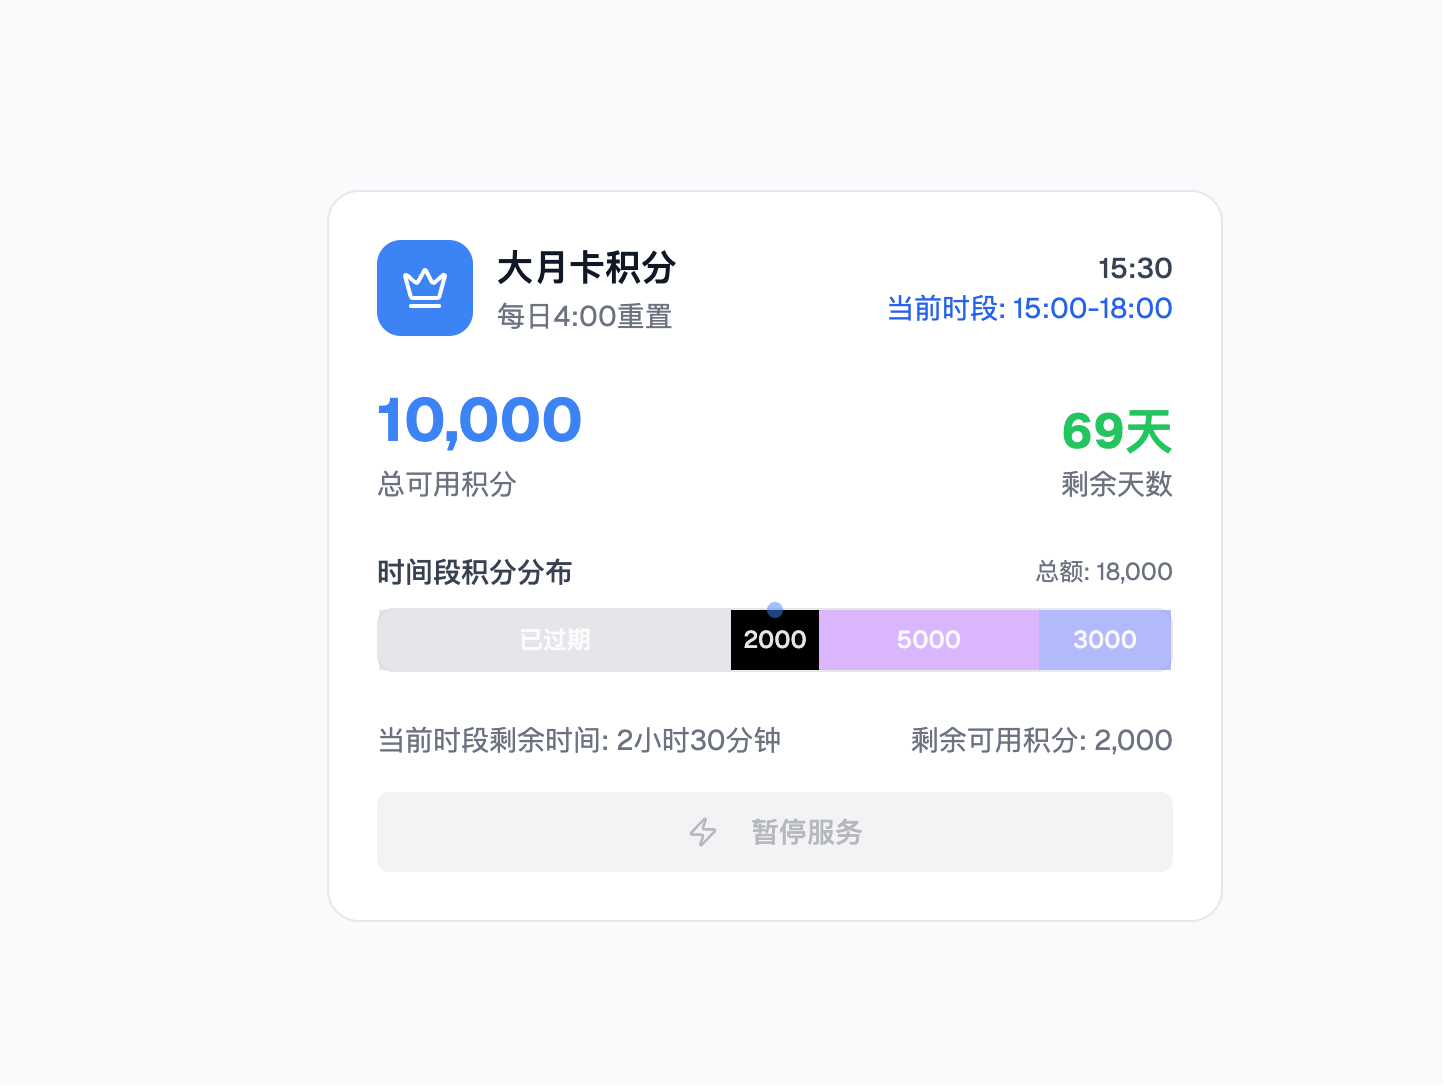 大月卡积分
每日4:00重置
15:30
当前时段: 15:00-18:00
10,000
总可用积分
69天
剩余天数
时间段积分分布
总额: 18,000
已过期
2000
5000
3000
当前时段剩余时间: 2小时30分钟
剩余可用积分: 2,000
暂停服务